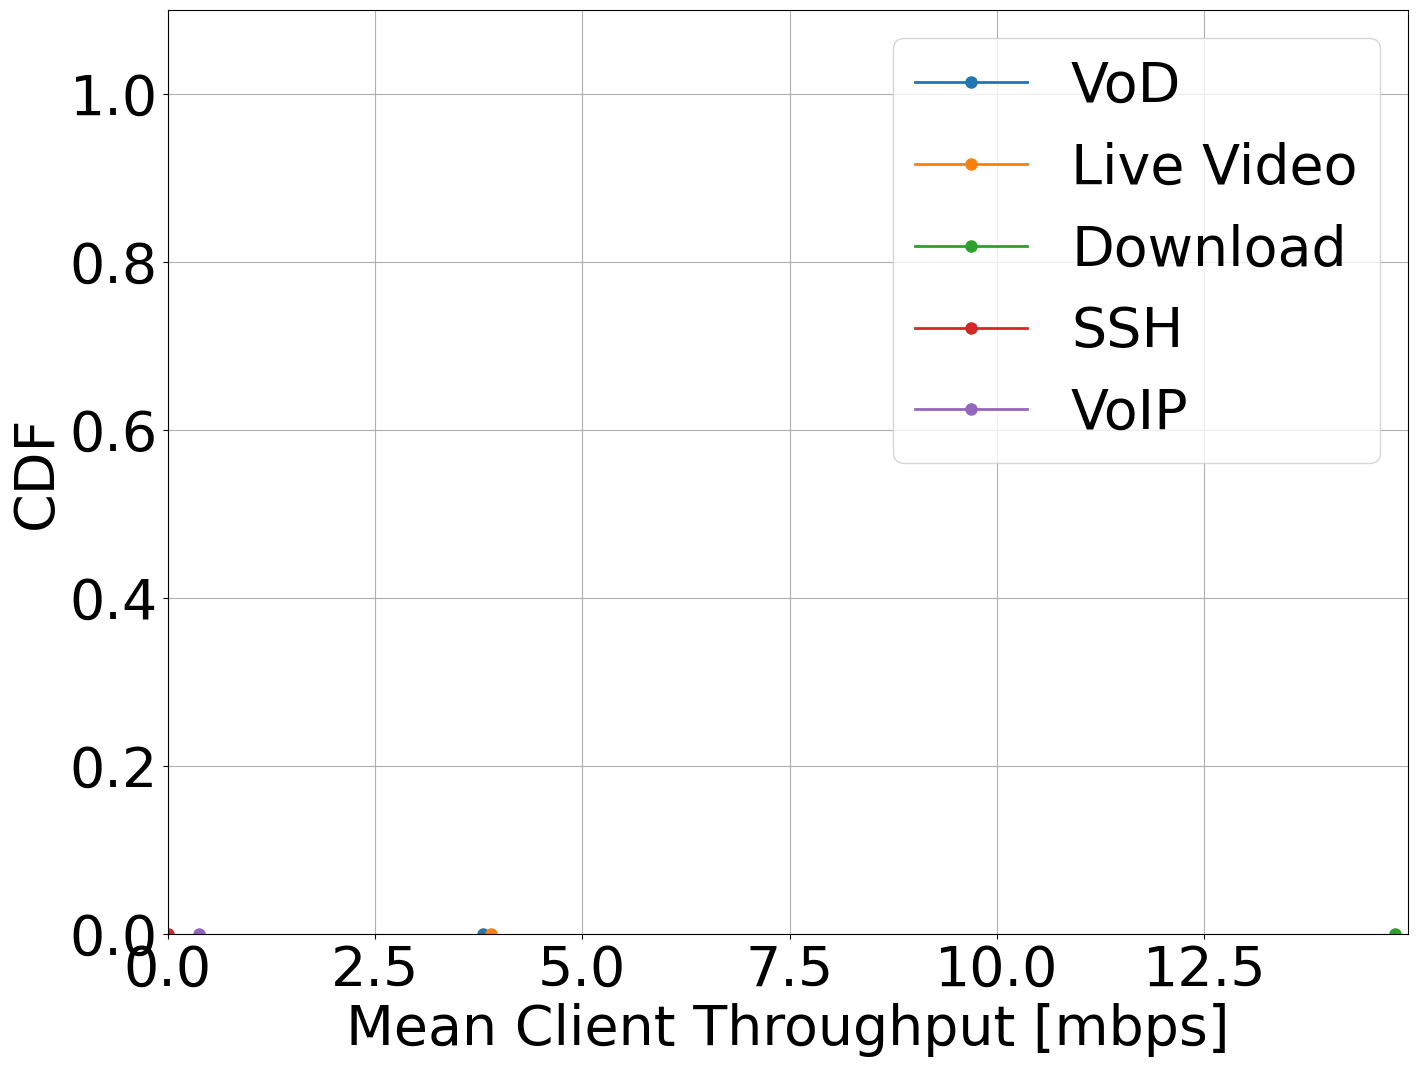 1.0
0.8
0.6
0.4
0.2
0.0
CDF
0.0 2.5 5.0 7.5 10.0 12.5
Mean Client Throughput [mbps]
VoD
Live Video
Download
SSH
VoIP